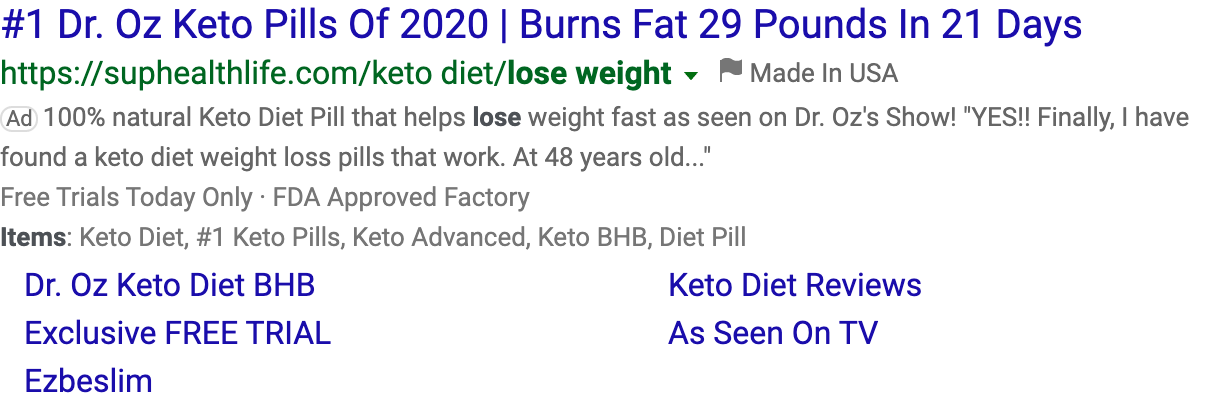 #1 Dr. Oz Keto Pills Of 2020 | Burns Fat 29 Pounds In 21 Days
https://suphealthlife.com/keto diet/lose weight Made In USA
Ad 100% natural Keto Diet Pill that helps lose weight fast as seen on Dr. Oz's Show! "YES!! Finally, I have
found a keto diet weight loss pills that work. At 48 years old..."
Free Trials Today Only · FDA Approved Factory
Items: Keto Diet, #1 Keto Pills, Keto Advanced, Keto BHB, Diet Pill
Dr. Oz Keto Diet BHB
Keto Diet Reviews
Exclusive FREE TRIAL
As Seen On TV
Ezbeslim